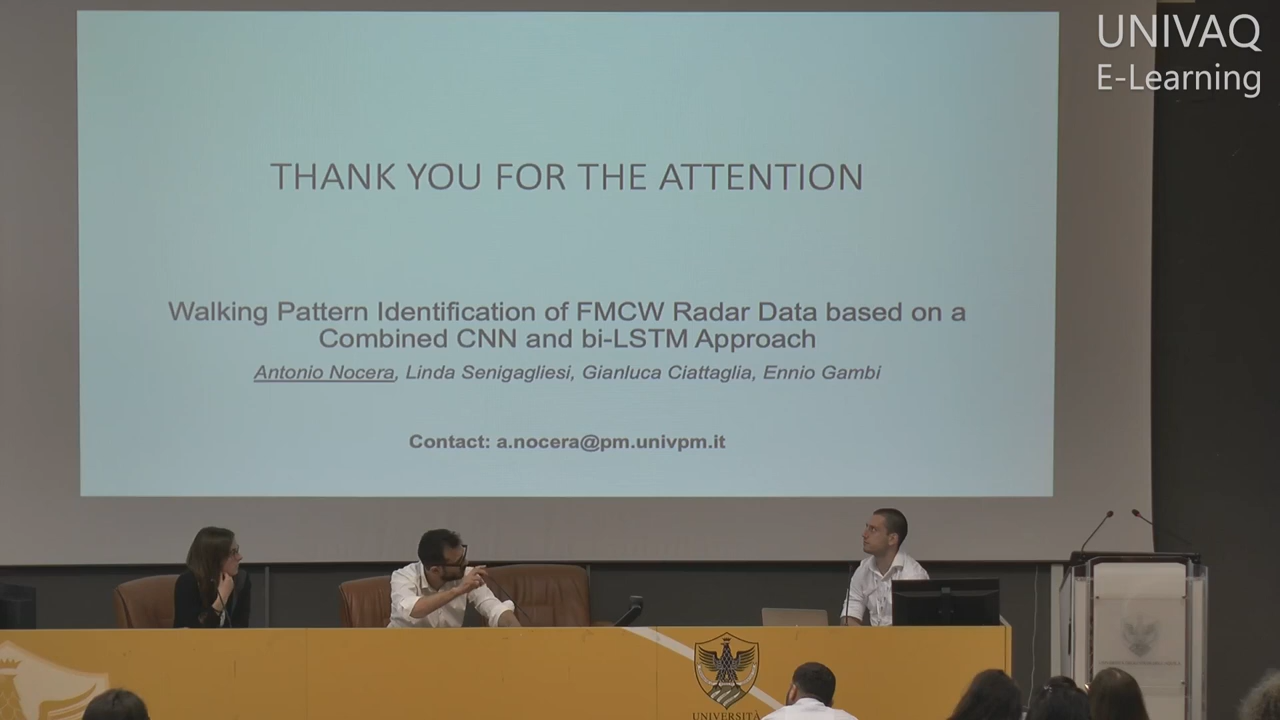 UNIVAQ
E-Learning
THANK YOU FOR THE ATTENTION
Walking Pattern Identification of FMCW Radar Data based on a
Combined CNN and bi-LSTM Approach
Antonio Nocera, Linda Senigagliesi, Gianluca Ciattaglia, Ennio Gambi
Contact: a.nocera@pm.univpm.it
UNIVERSITÀ